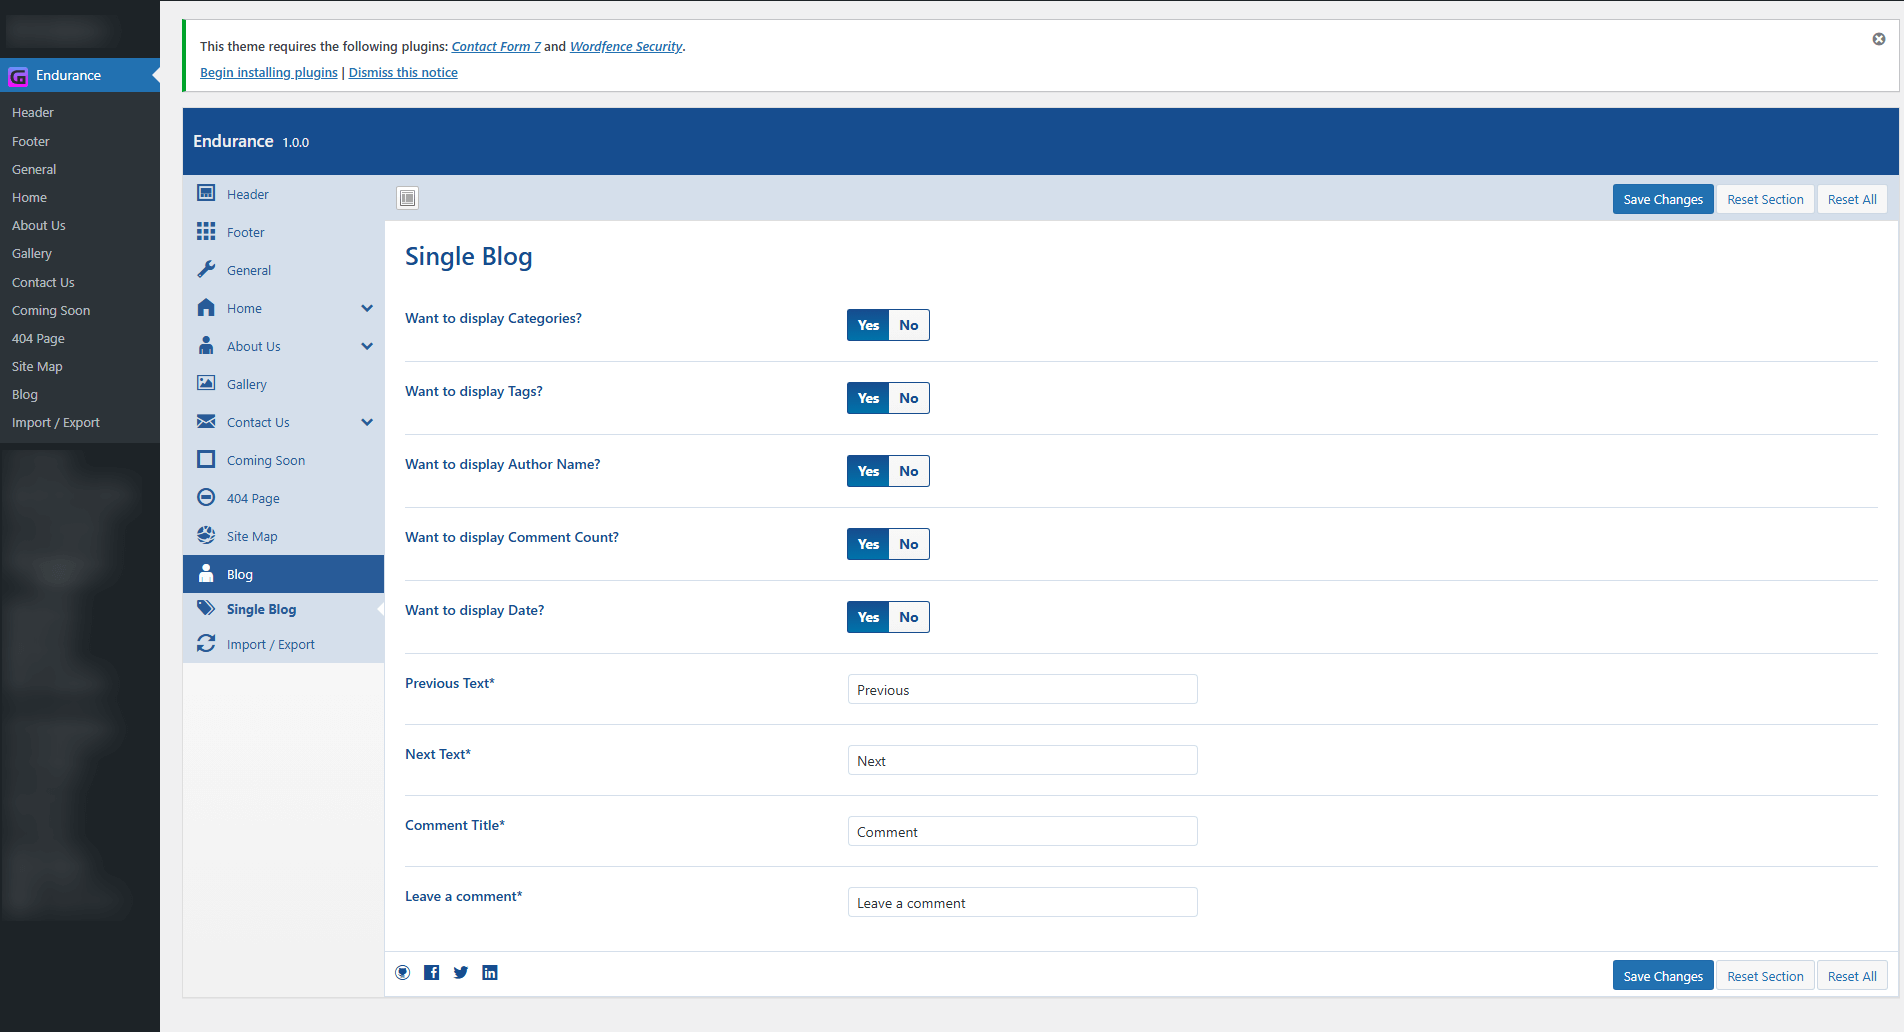 This theme requires the following plugins: Contact Form 7 and Wordfence Security.
Begin installing plugins | Dismiss this notice
Endurance
Header
Footer
General
Home
About Us
Gallery
Contact Us
Coming Soon
404 Page
Site Map
Blog
Import / Export
Endurance 1.0.0
Header
Footer
General
Home
About Us
Gallery
Contact Us
Coming Soon
404 Page
Site Map
Blog
Single Blog
Import / Export
Save Changes Reset Section Reset All
Single Blog
Want to display Categories? Yes No
Want to display Tags? Yes No
Want to display Author Name? Yes No
Want to display Comment Count? Yes No
Want to display Date? Yes No
Previous Text* Previous
Next Text* Next
Comment Title* Comment
Leave a comment* Leave a comment
Save Changes Reset Section Reset All